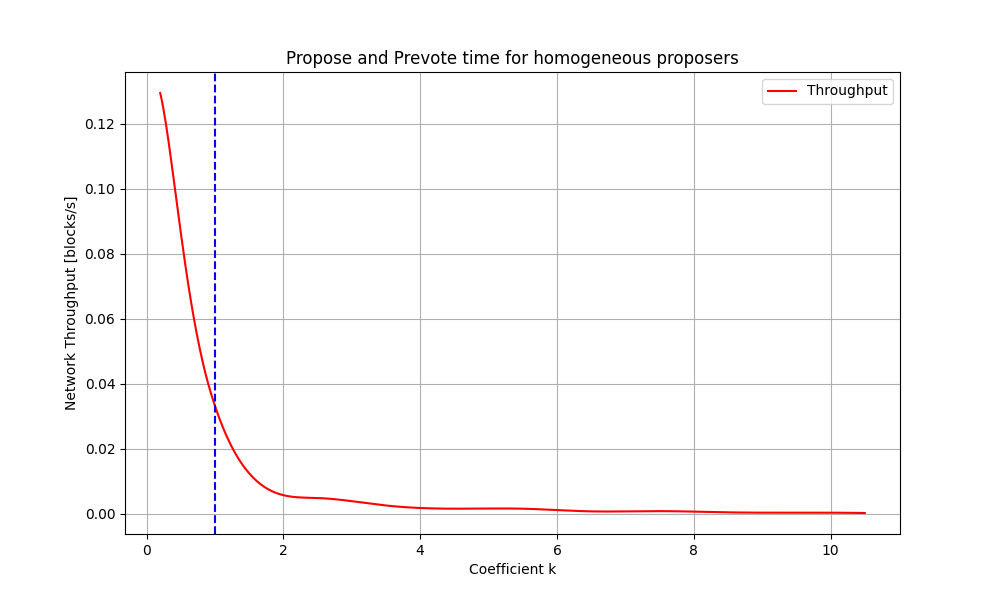 Propose and Prevote time for homogeneous proposers
Throughput
Network Throughput [blocks/s]
0.12
0.10
0.08
0.06
0.04
0.02
0.00
0 2 4 6 8 10
Coefficient k